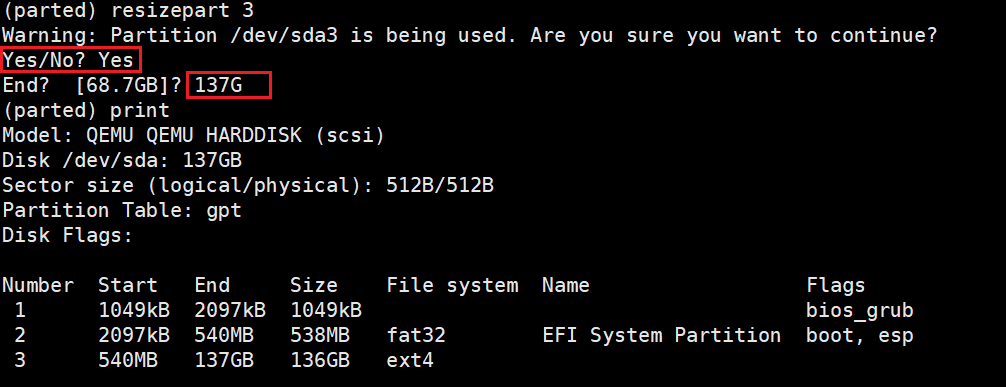 (parted) resizepart 3
Warning: Partition /dev/sda3 is being used. Are you sure you want to continue?
Yes/No? Yes
End?  [68.7GB]? 137G
(parted) print
Model: QEMU QEMU HARDDISK (scsi)
Disk /dev/sda: 137GB
Sector size (logical/physical): 512B/512B
Partition Table: gpt
Disk Flags:
Number  Start   End     Size    File system  Name                  Flags
 1      1049kB  2097kB  1049kB                                     bios_grub
 2      2097kB  540MB   538MB   fat32        EFI System Partition  boot, esp
 3      540MB   137GB   136GB   ext4